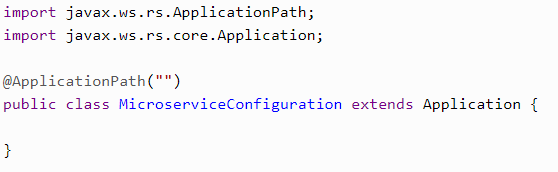 import javax.ws.rs.ApplicationPath;
import javax.ws.rs.core.Application;
@ApplicationPath("")
public class MicroserviceConfiguration extends Application {
}